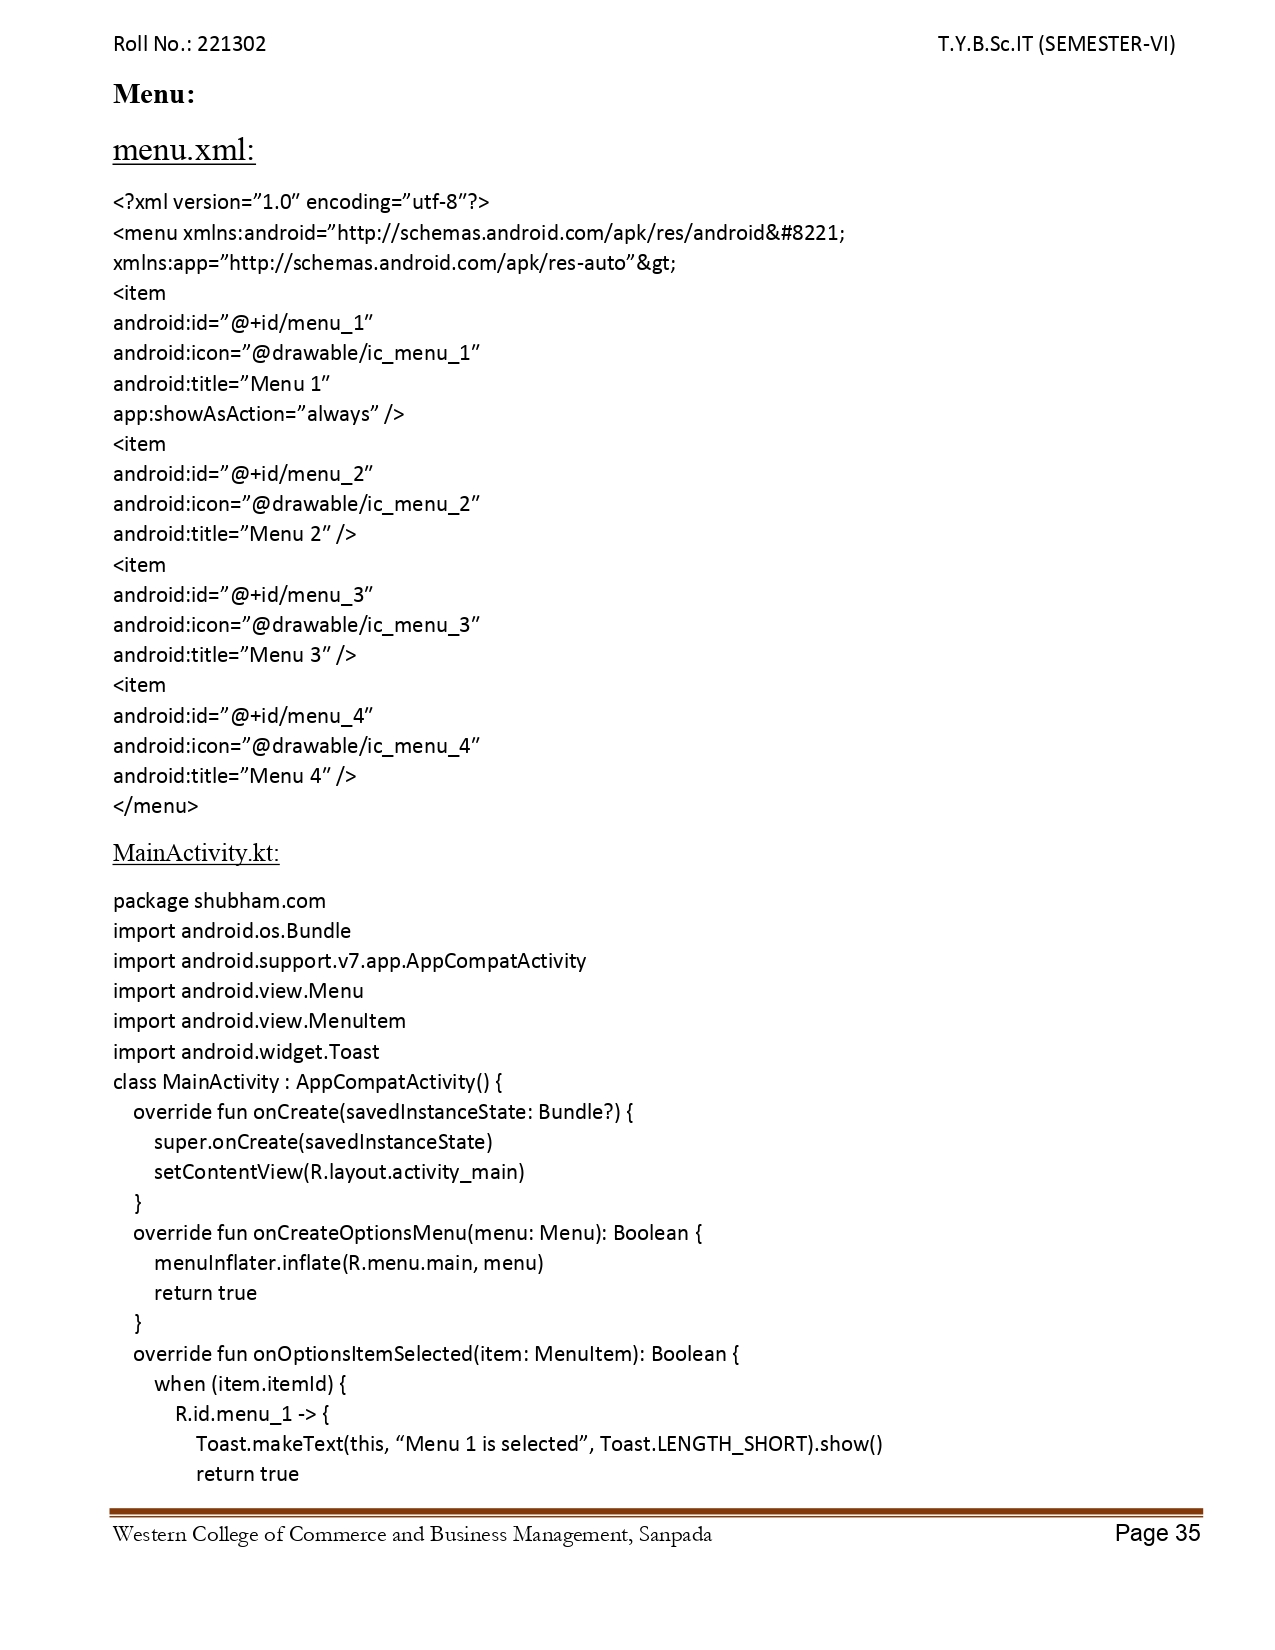 Roll No.: 221302 T.Y.B.Sc.IT (SEMESTER-VI)
Menu:
menu.xml:
<?xml version=”1.0” encoding=”utf-8”?>
<menu xmlns:android=”http://schemas.android.com/apk/res/android&#8221;
xmlns:app=”http://schemas.android.com/apk/res-auto”&gt;
<item
android:id=”@+id/menu_1”
android:icon=”@drawable/ic_menu_1”
android:title=”Menu 1”
app:showAsAction=”always” />
<item
android:id=”@+id/menu_2”
android:icon=”@drawable/ic_menu_2”
android:title=”Menu 2” />
<item
android:id=”@+id/menu_3”
android:icon=”@drawable/ic_menu_3”
android:title=”Menu 3” />
<item
android:id=”@+id/menu_4”
android:icon=”@drawable/ic_menu_4”
android:title=”Menu 4” />
</menu>
MainActivity.kt:
package shubham.com
import android.os.Bundle
import android.support.v7.app.AppCompatActivity
import android.view.Menu
import android.view.MenuItem
import android.widget.Toast
class MainActivity : AppCompatActivity() {
    override fun onCreate(savedInstanceState: Bundle?) {
        super.onCreate(savedInstanceState)
        setContentView(R.layout.activity_main)
    }
    override fun onCreateOptionsMenu(menu: Menu): Boolean {
        menuInflater.inflate(R.menu.main, menu)
        return true
    }
    override fun onOptionsItemSelected(item: MenuItem): Boolean {
        when (item.itemId) {
            R.id.menu_1 -> {
                Toast.makeText(this, “Menu 1 is selected”, Toast.LENGTH_SHORT).show()
                return true
Western College of Commerce and Business Management, Sanpada Page 35